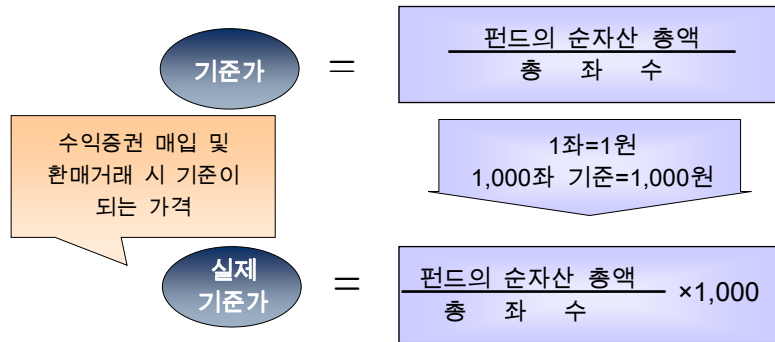 기준가 = 펀드의 순자산 총액
총 좌 수
수익증권 매입 및
환매거래 시 기준이
되는 가격
1좌=1원
1,000좌 기준=1,000원
실제
기준가
= 펀드의 순자산 총액 ×1,000
총 좌 수